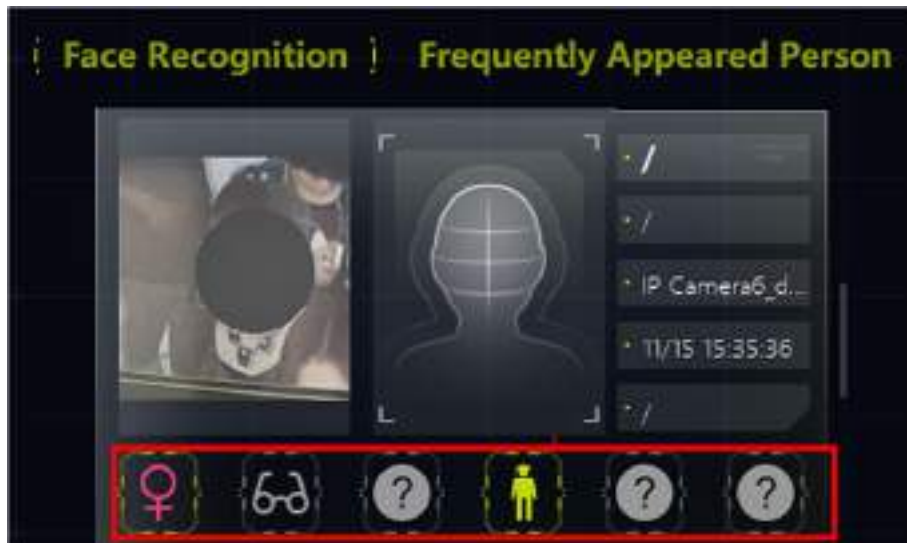 Face Recognition
Frequently Appeared Person
/
/
IP Camera6_d...
11/15 15:35:36
/
?
?
?